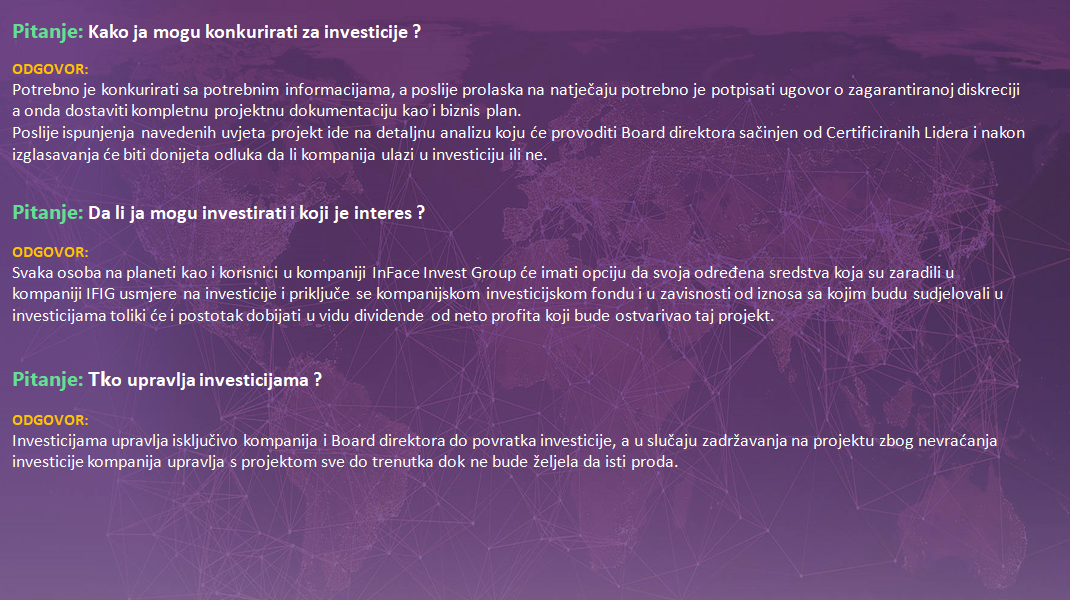 Pitanje: Kako ja mogu konkurirati za investicije ?
ODGOVOR:
Potrebno je konkurirati sa potrebnim informacijama, a poslije prolaska na natječaju potrebno je potpisati ugovor o zagarantiranoj diskreciji
a onda dostaviti kompletnu projektnu dokumentaciju kao i biznis plan.
Poslije ispunjenja navedenih uvjeta projekt ide na detaljnu analizu koju će provoditi Board direktora sačinjen od Certificiranih Lidera i nakon
izglasavanja će biti donijeta odluka da li kompanija ulazi u investiciju ili ne.
Pitanje: Da li ja mogu investirati i koji je interes ?
ODGOVOR:
Svaka osoba na planeti kao i korisnici u kompaniji InFace Invest Group će imati opciju da svoja određena sredstva koja su zaradili u
kompaniji IFIG usmjere na investicije i priključe se kompanijskom investicijskom fondu i u zavisnosti od iznosa sa kojim budu sudjelovali u
investicijama toliki će i postotak dobijati u vidu dividende od neto profita koji bude ostvarivao taj projekt.
Pitanje: Tko upravlja investicijama ?
ODGOVOR:
Investicijama upravlja isključivo kompanija i Board direktora do povratka investicije, a u slučaju zadržavanja na projektu zbog nevraćanja
investicije kompanija upravlja s projektom sve do trenutka dok ne bude željela da isti proda.